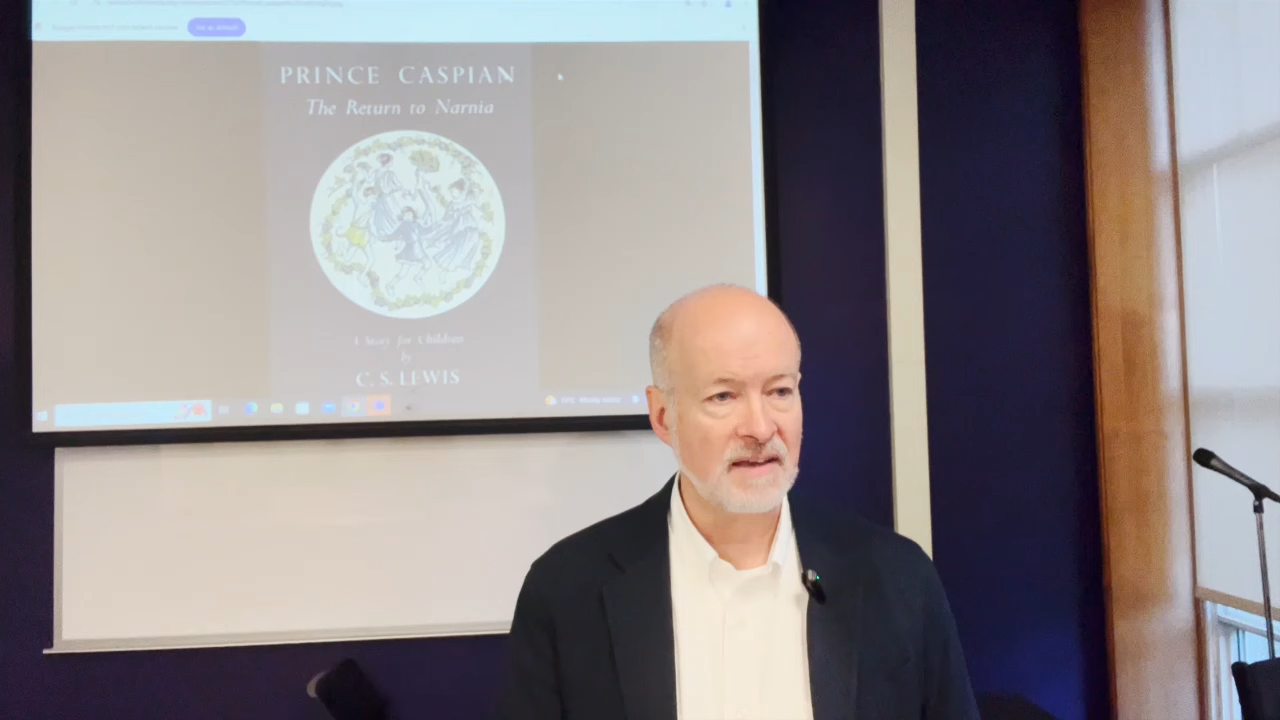 PRINCE CASPIAN
The Return to Narnia
A Story for Children
by
C. S. LEWIS